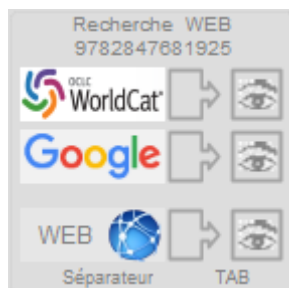 Recherche WEB
9782847681925
OCLC
WorldCat
Google
WEB
Séparateur TAB